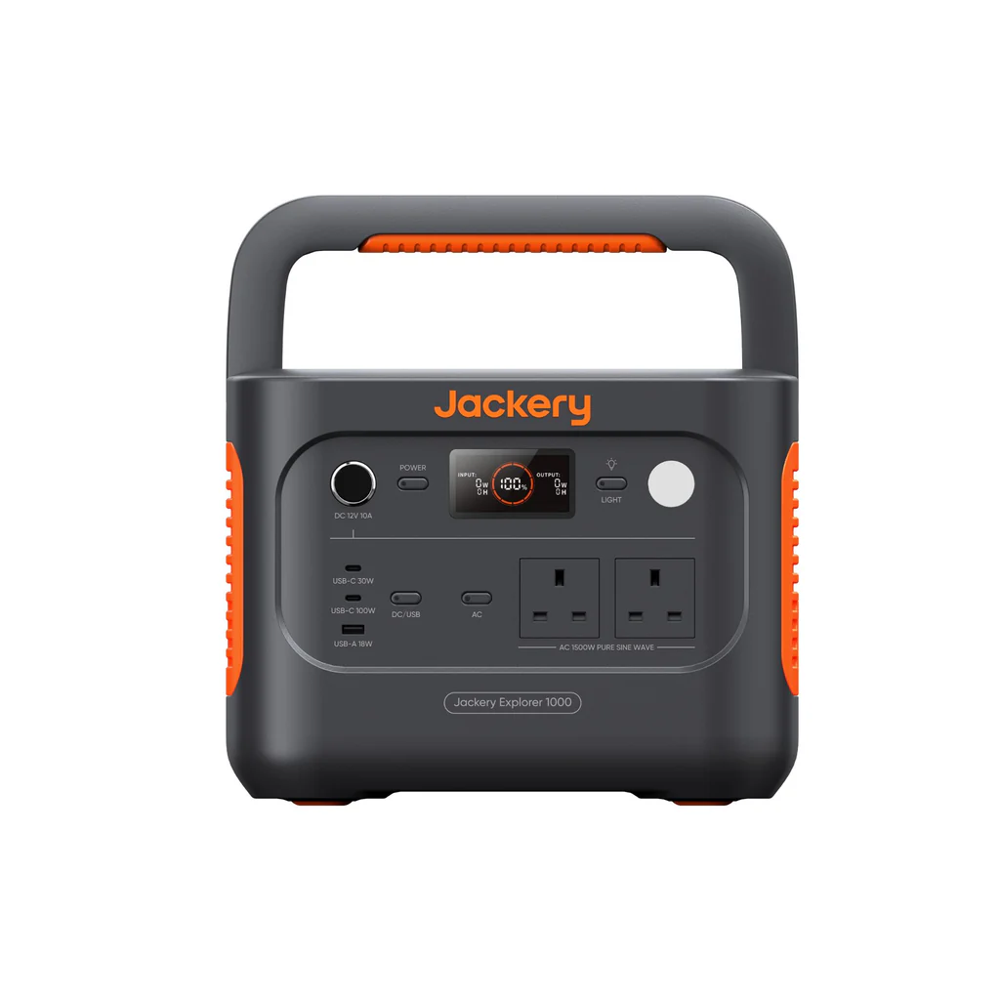 Jackery
POWER
INPUT:
0W
0H
100%
OUTPUT:
0W
0H
LIGHT
DC 12V 10A
USB-C 30W
USB-C 100W
USB-A 18W
DC/USB
AC
AC 1500W PURE SINE WAVE
Jackery Explorer 1000